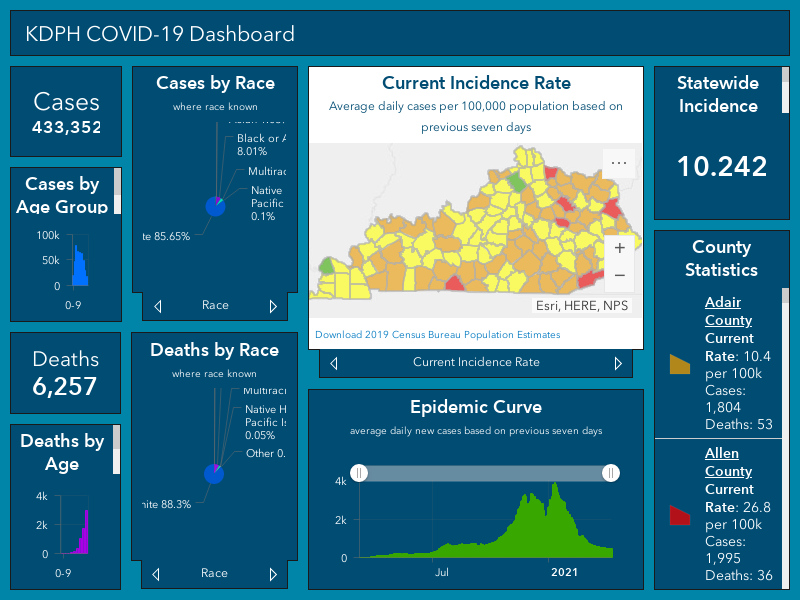 KDPH COVID-19 Dashboard
Cases
433,352
Cases by
Age Group
100k
50k
0
0-9
Deaths
6,257
Deaths by
Age
4k
2k
0
0-9
Cases by Race
where race known
Black or A
8.01%
Multirac
Native
Pacific
0.1%
te 85.65%
Race
Deaths by Race
where race known
Multirac
Native H
Pacific Is
0.05%
Other 0.
nite 88.3%
Race
Current Incidence Rate
Average daily cases per 100,000 population based on
previous seven days
...
+
−
Esri, HERE, NPS
Download 2019 Census Bureau Population Estimates
Current Incidence Rate
Epidemic Curve
average daily new cases based on previous seven days
4k
2k
0
Jul
2021
Statewide
Incidence
10.242
County
Statistics
Adair
County
Current
Rate: 10.4
per 100k
Cases:
1,804
Deaths: 53
Allen
County
Current
Rate: 26.8
per 100k
Cases:
1,995
Deaths: 36